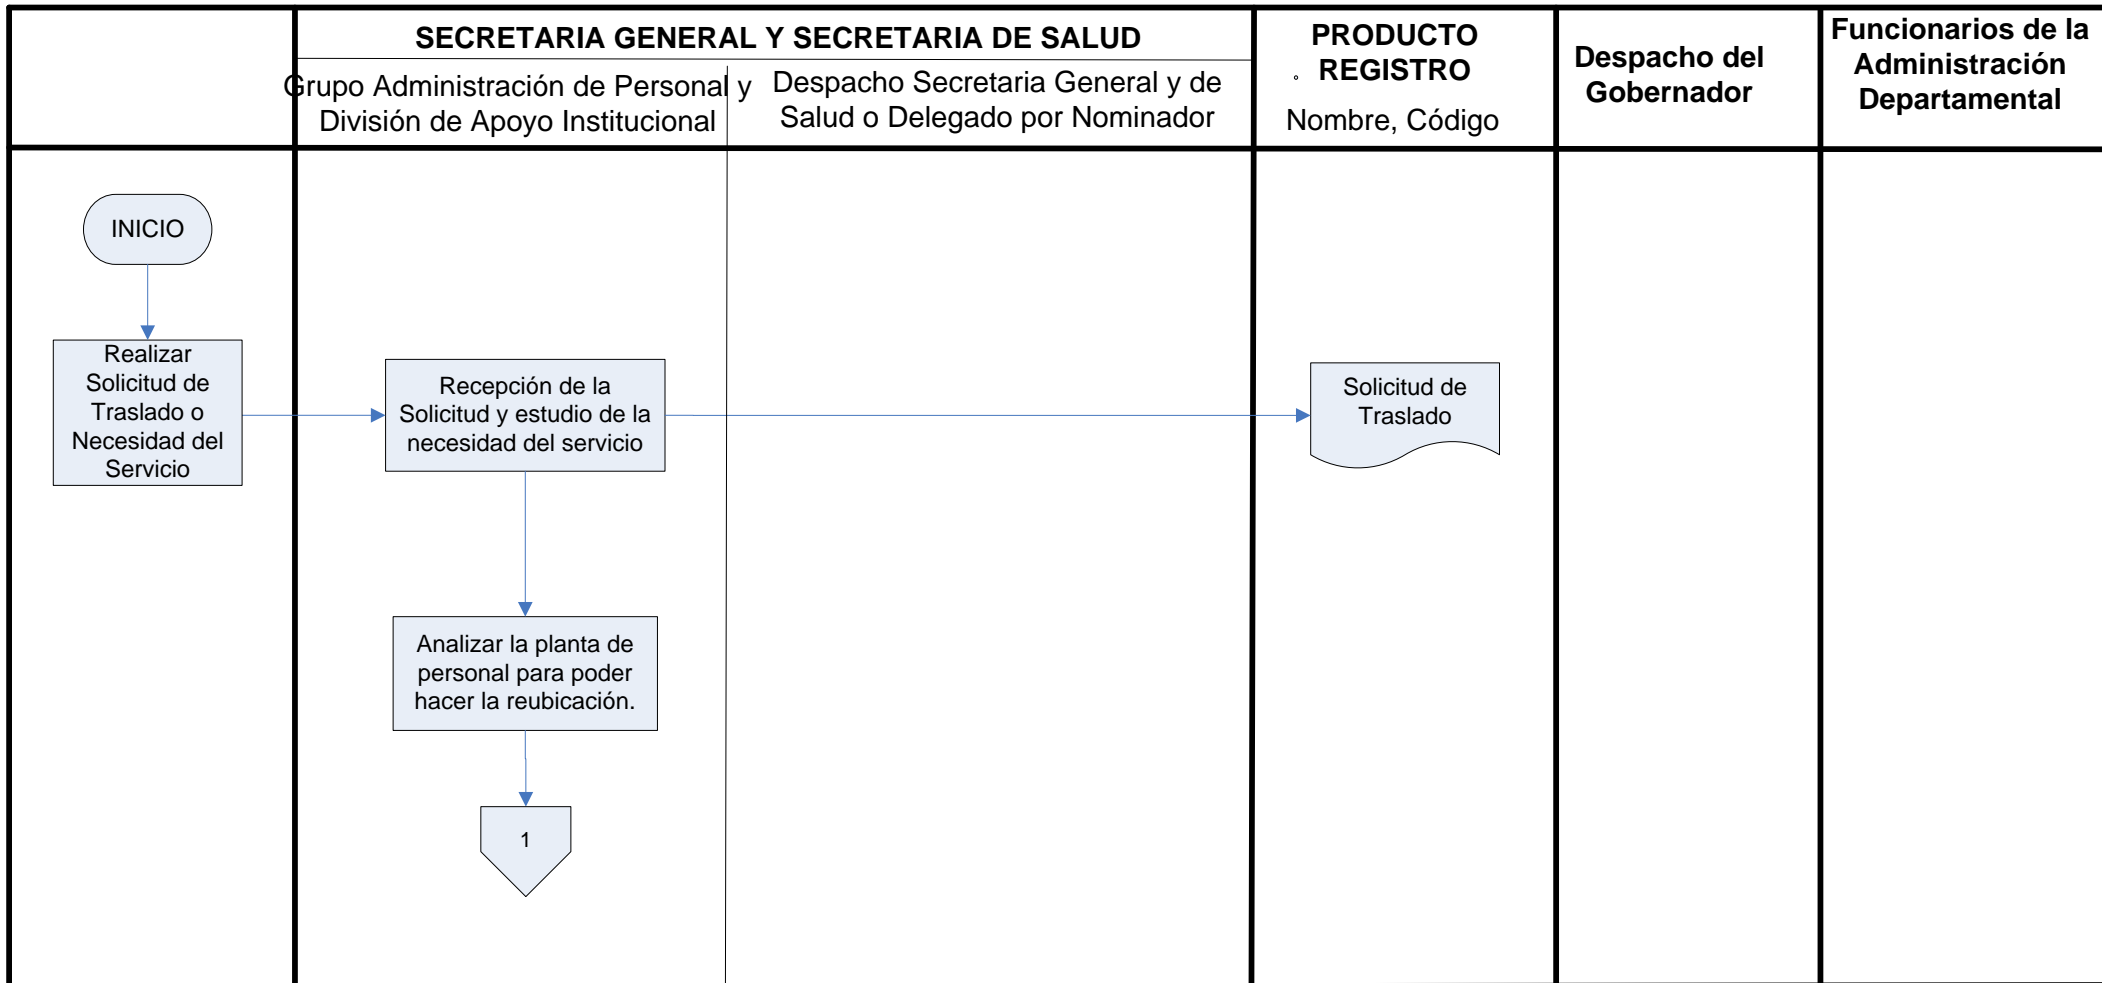 SECRETARIA GENERAL Y SECRETARIA DE SALUD
Grupo Administración de Personal y
División de Apoyo Institucional
Despacho Secretaria General y de
Salud o Delegado por Nominador
PRODUCTO
REGISTRO
Nombre, Código
Despacho del
Gobernador
Funcionarios de la
Administración
Departamental
INICIO
Realizar
Solicitud de
Traslado o
Necesidad del
Servicio
Recepción de la
Solicitud y estudio de la
necesidad del servicio
Solicitud de
Traslado
Analizar la planta de
personal para poder
hacer la reubicación.
1